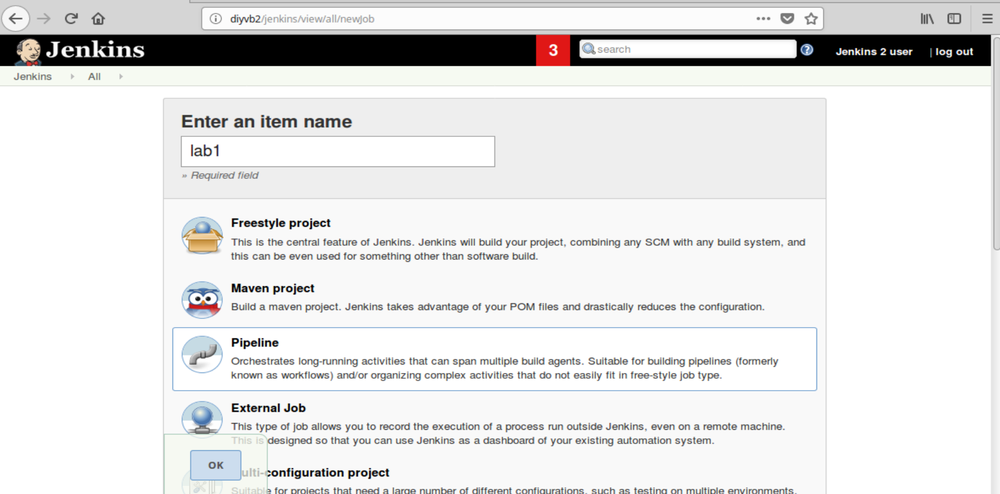 diyvb2/jenkins/view/all/newJob
Jenkins
3
search
Jenkins 2 user
| log out
Jenkins
All
Enter an item name
lab1
» Required field
Freestyle project
This is the central feature of Jenkins. Jenkins will build your project, combining any SCM with any build system, and
this can be even used for something other than software build.
Maven project
Build a maven project. Jenkins takes advantage of your POM files and drastically reduces the configuration.
Pipeline
Orchestrates long-running activities that can span multiple build agents. Suitable for building pipelines (formerly
known as workflows) and/or organizing complex activities that do not easily fit in free-style job type.
External Job
This type of job allows you to record the execution of a process run outside Jenkins, even on a remote machine.
This is designed so that you can use Jenkins as a dashboard of your existing automation system.
OK
ulti-configuration project
Suitable for projects that need a large number of different configurations, such as testing on multiple environments,